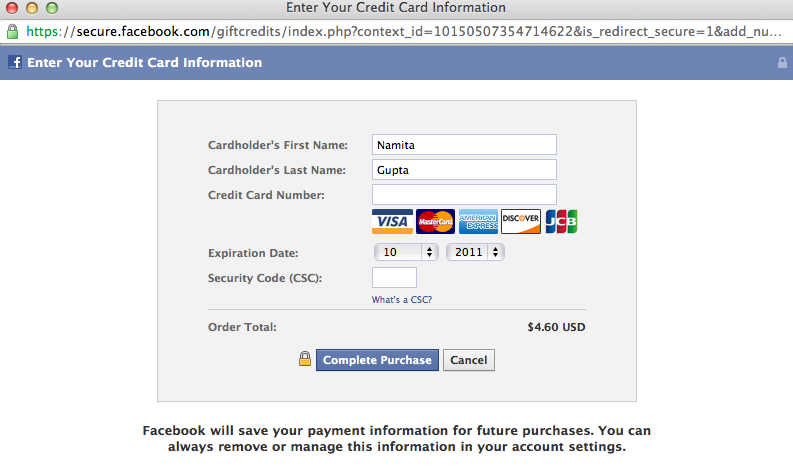 Enter Your Credit Card Information
https://secure.facebook.com/giftcredits/index.php?context_id=10150507354714622&is_redirect_secure=1&add_nu...
f Enter Your Credit Card Information
Cardholder's First Name: Namita
Cardholder's Last Name: Gupta
Credit Card Number:
VISA MasterCard AMERICAN EXPRESS DISCOVER JCB
Expiration Date: 10 2011
Security Code (CSC):
What's a CSC?
Order Total: $4.60 USD
Complete Purchase Cancel
Facebook will save your payment information for future purchases. You can
always remove or manage this information in your account settings.